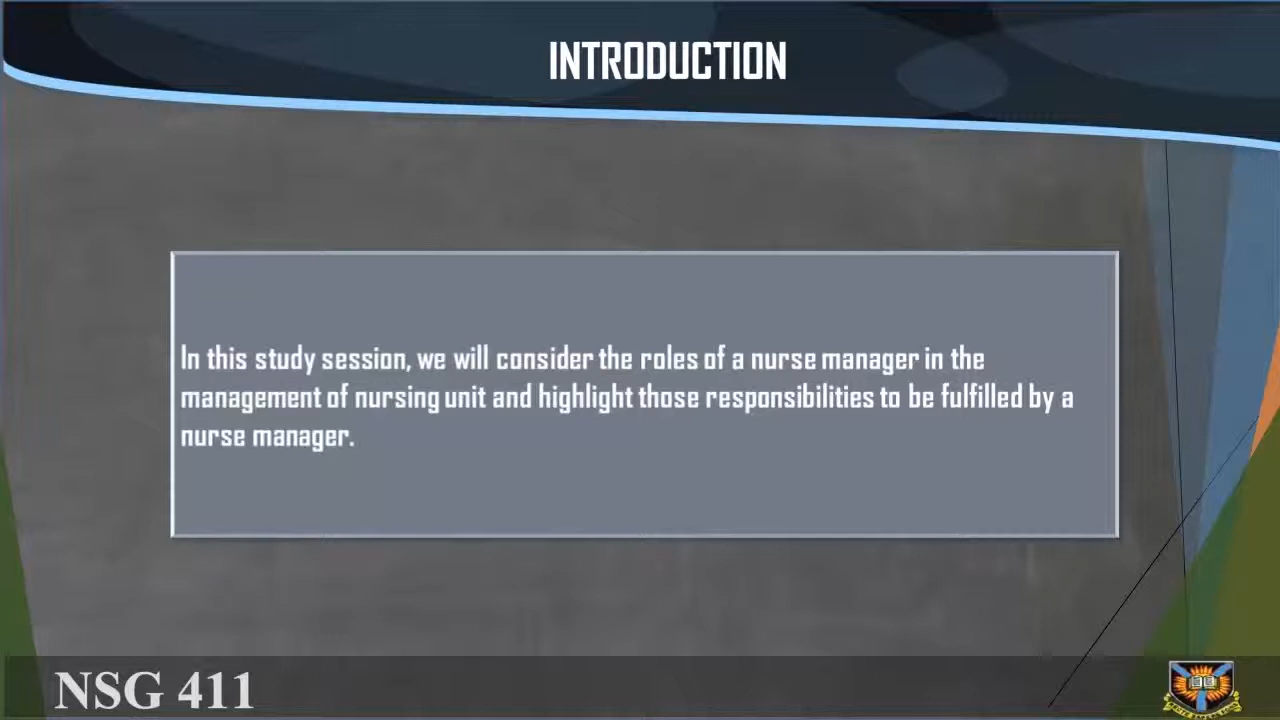 INTRODUCTION
In this study session, we will consider the roles of a nurse manager in the
management of nursing unit and highlight those responsibilities to be fulfilled by a
nurse manager.
NSG 411